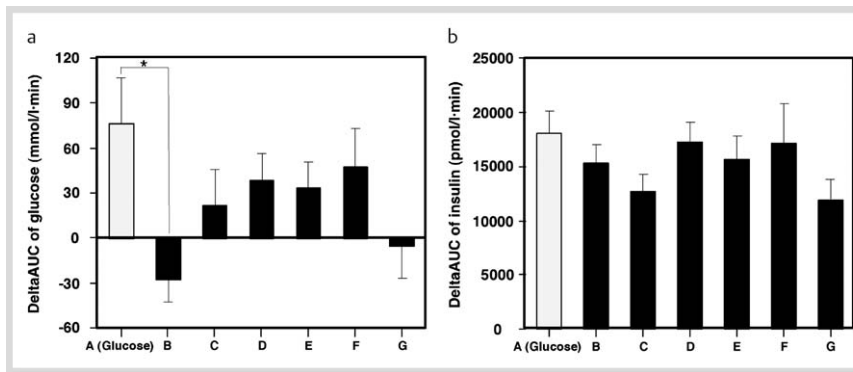 a
DeltaAUC of glucose (mmol/l·min)
120
90
60
30
0
-30
-60
*
A (Glucose) B C D E F G
b
DeltaAUC of insulin (pmol/l·min)
25000
20000
15000
10000
5000
0
A (Glucose) B C D E F G